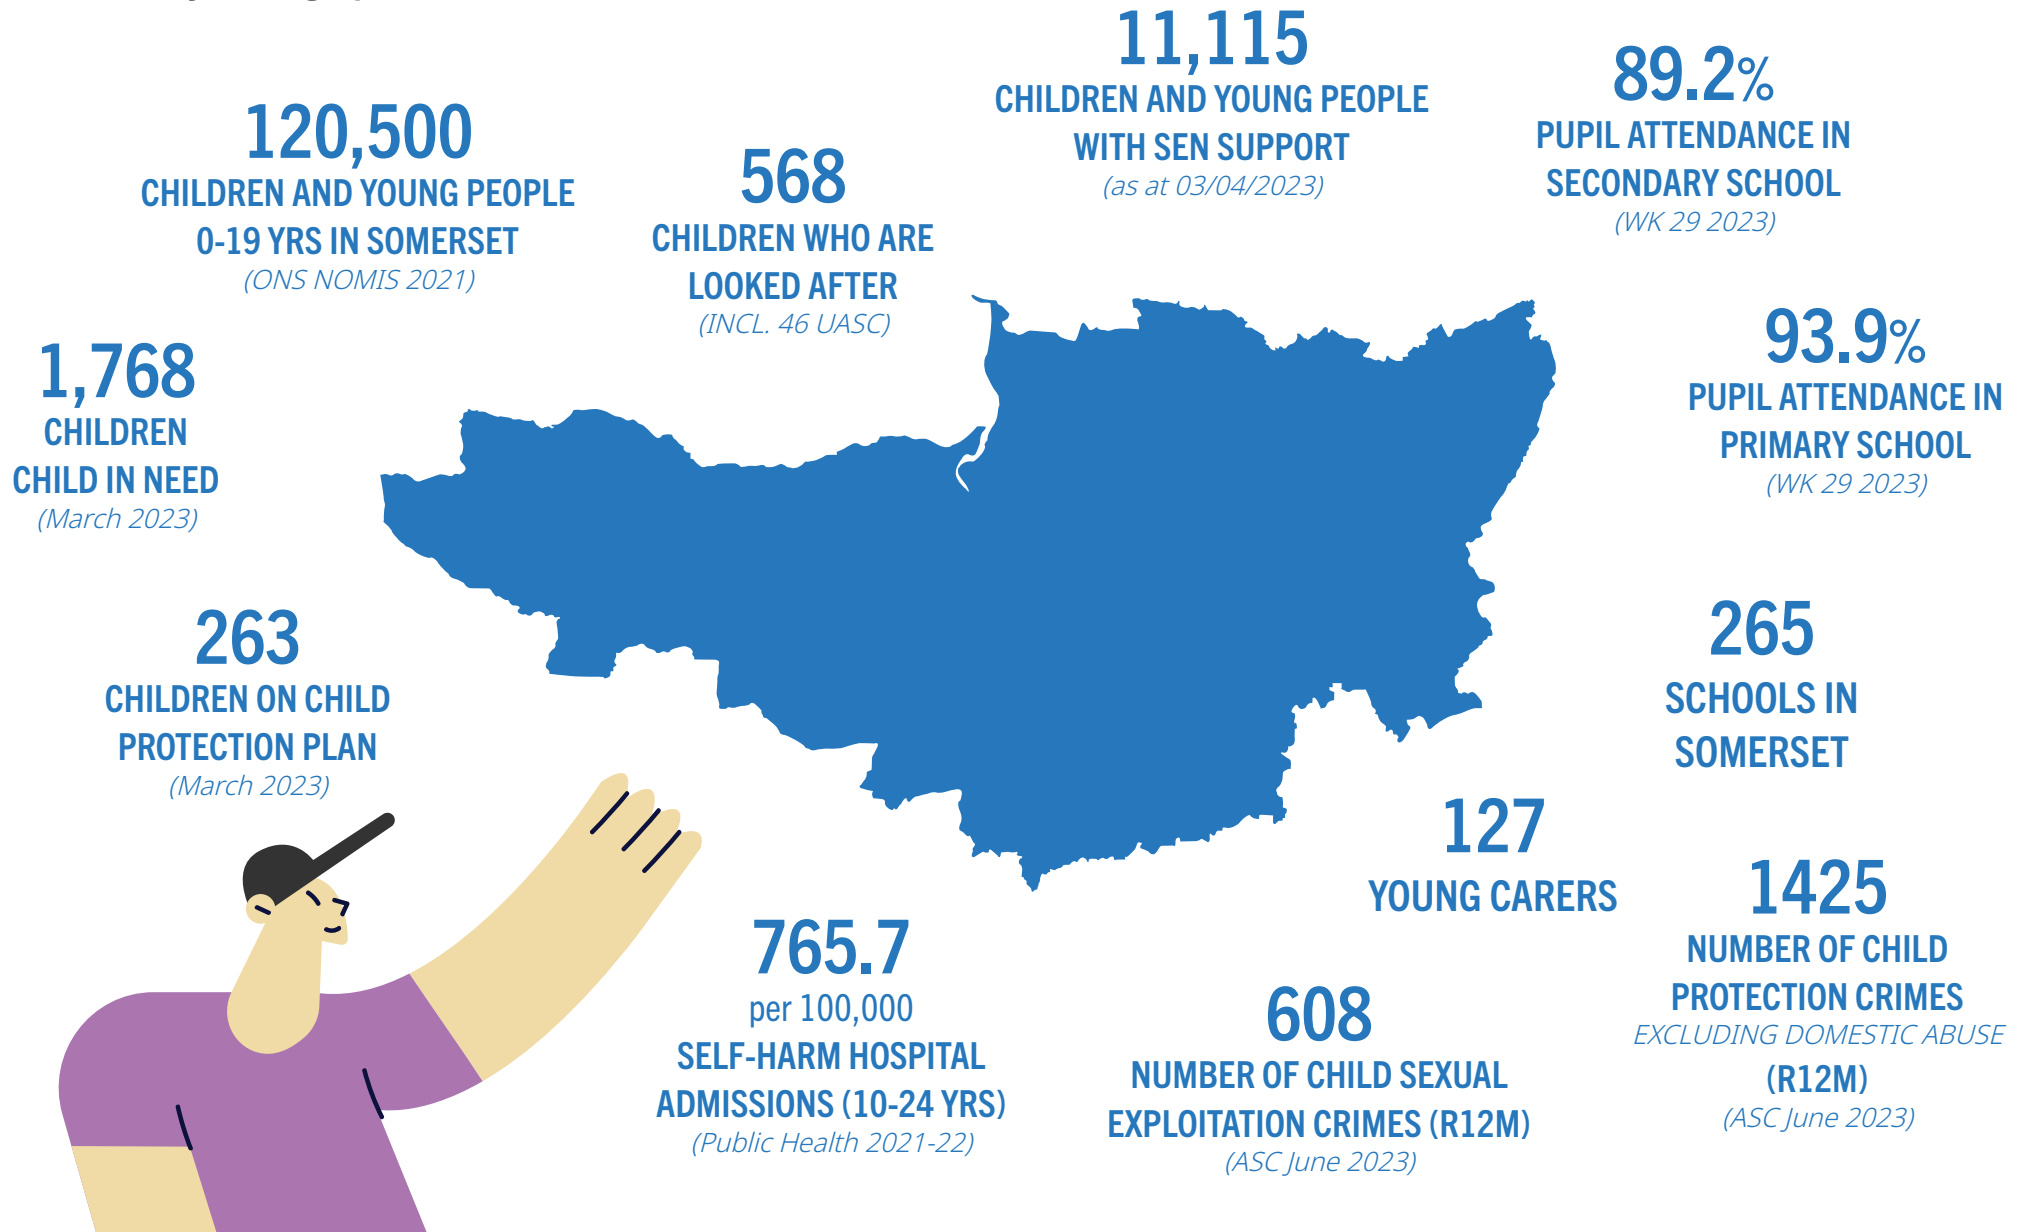 11,115
CHILDREN AND YOUNG PEOPLE
WITH SEN SUPPORT
(as at 03/04/2023)
89.2%
PUPIL ATTENDANCE IN
SECONDARY SCHOOL
(WK 29 2023)
120,500
CHILDREN AND YOUNG PEOPLE
0-19 YRS IN SOMERSET
(ONS NOMIS 2021)
568
CHILDREN WHO ARE
LOOKED AFTER
(INCL. 46 UASC)
93.9%
PUPIL ATTENDANCE IN
PRIMARY SCHOOL
(WK 29 2023)
1,768
CHILDREN
CHILD IN NEED
(March 2023)
263
CHILDREN ON CHILD
PROTECTION PLAN
(March 2023)
265
SCHOOLS IN
SOMERSET
127
YOUNG CARERS
1425
NUMBER OF CHILD
PROTECTION CRIMES
EXCLUDING DOMESTIC ABUSE
(R12M)
(ASC June 2023)
765.7
per 100,000
SELF-HARM HOSPITAL
ADMISSIONS (10-24 YRS)
(Public Health 2021-22)
608
NUMBER OF CHILD SEXUAL
EXPLOITATION CRIMES (R12M)
(ASC June 2023)